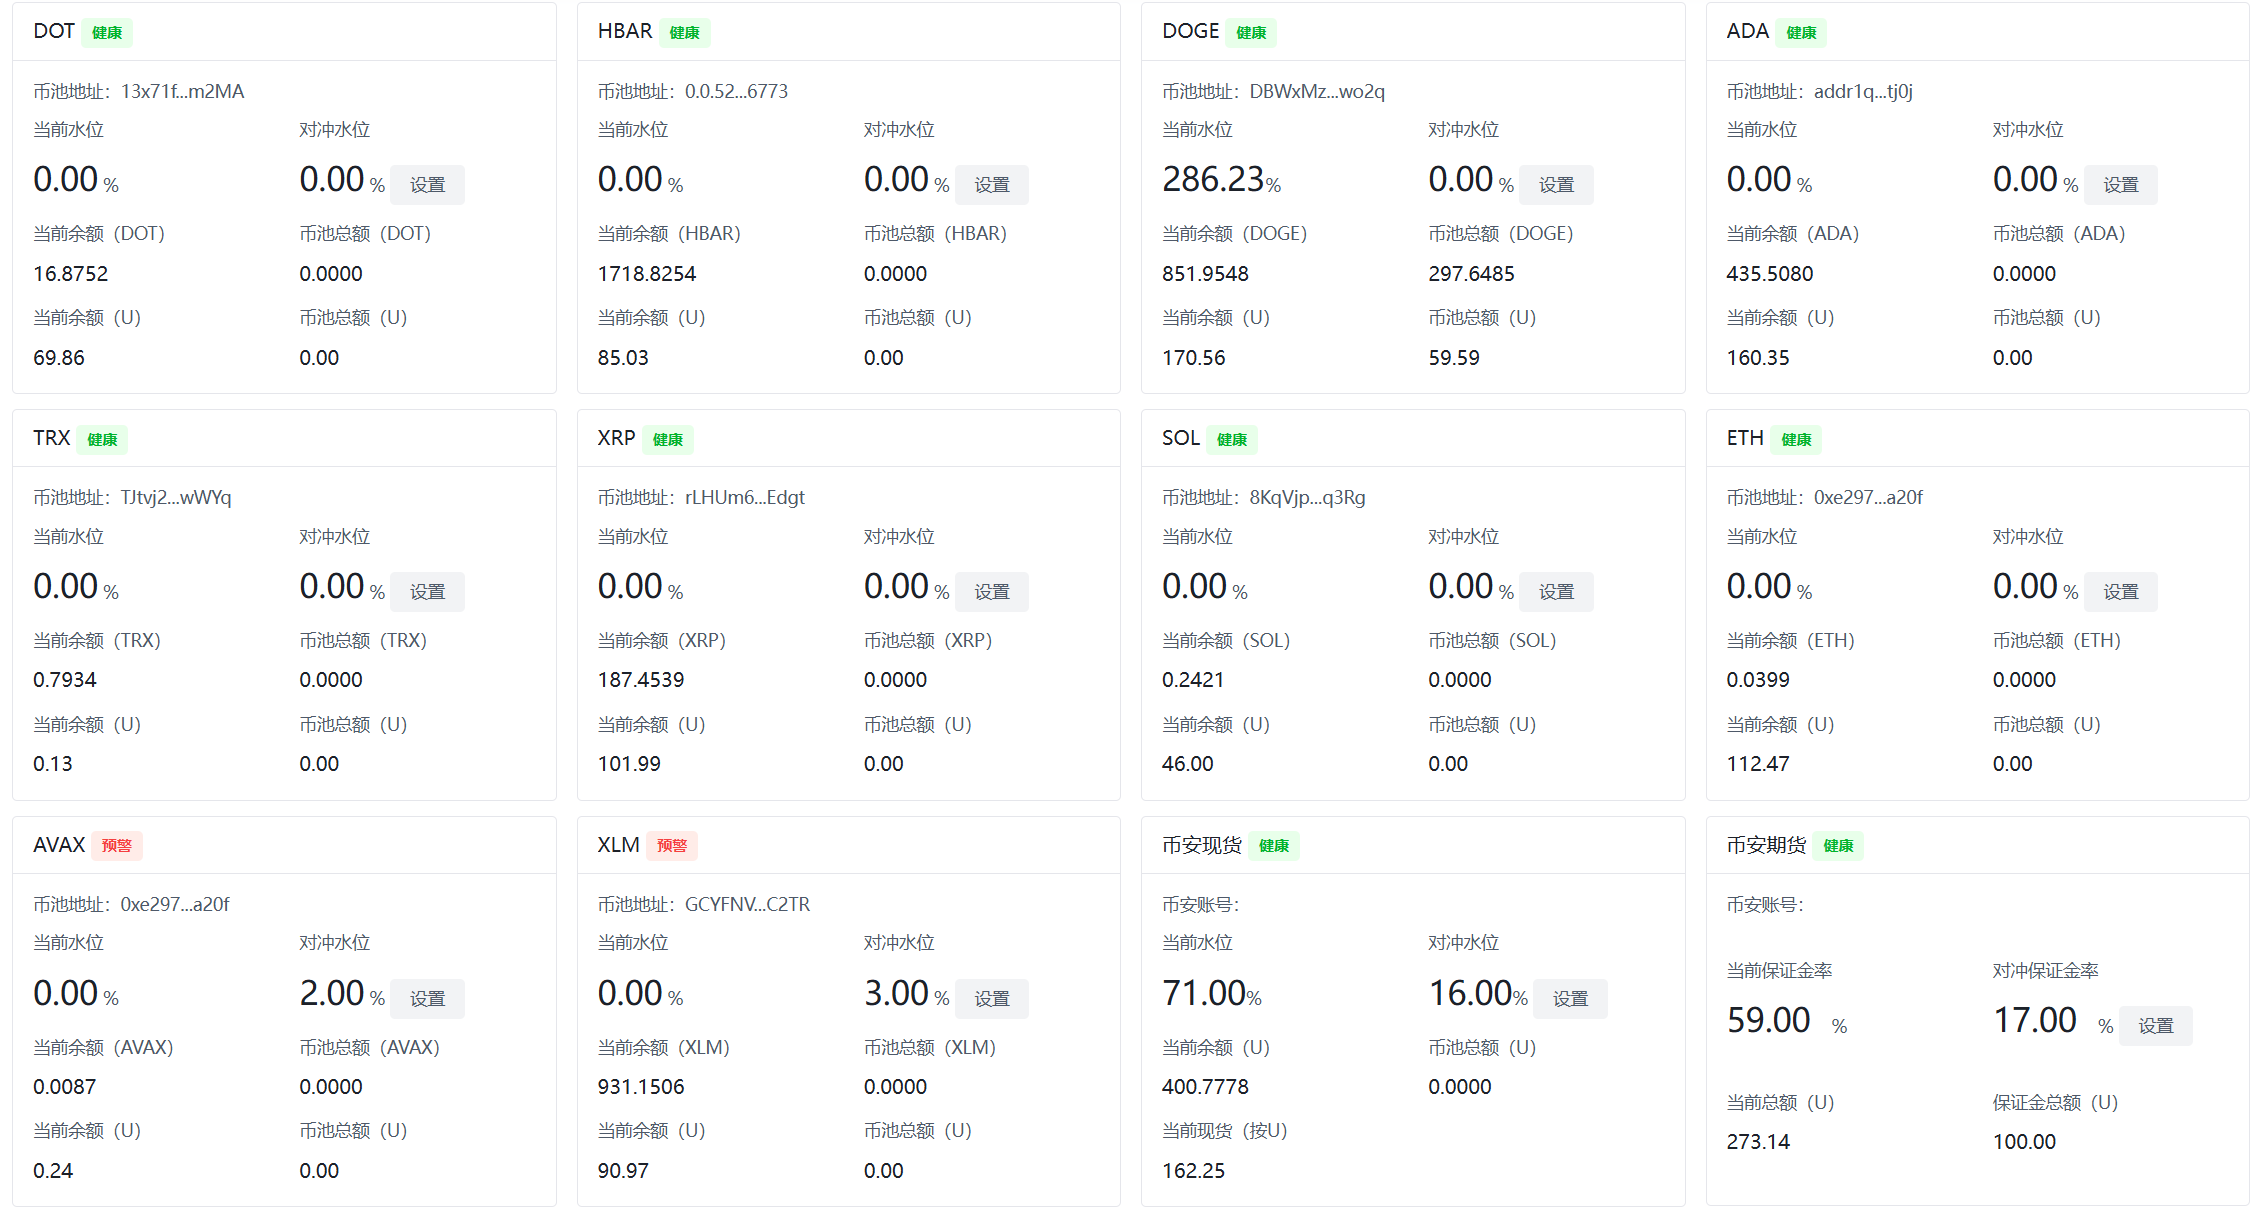 DOT 健康
币池地址：13x71f...m2MA
当前水位 对冲水位
0.00 % 0.00 % 设置
当前余额（DOT） 币池总额（DOT）
16.8752 0.0000
当前余额（U） 币池总额（U）
69.86 0.00
HBAR 健康
币池地址：0.0.52...6773
当前水位 对冲水位
0.00 % 0.00 % 设置
当前余额（HBAR） 币池总额（HBAR）
1718.8254 0.0000
当前余额（U） 币池总额（U）
85.03 0.00
DOGE 健康
币池地址：DBWxMz...wo2q
当前水位 对冲水位
286.23% 0.00 % 设置
当前余额（DOGE） 币池总额（DOGE）
851.9548 297.6485
当前余额（U） 币池总额（U）
170.56 59.59
ADA 健康
币池地址：addr1q...tj0j
当前水位 对冲水位
0.00 % 0.00 % 设置
当前余额（ADA） 币池总额（ADA）
435.5080 0.0000
当前余额（U） 币池总额（U）
160.35 0.00
TRX 健康
币池地址：TJtvj2...wWYq
当前水位 对冲水位
0.00 % 0.00 % 设置
当前余额（TRX） 币池总额（TRX）
0.7934 0.0000
当前余额（U） 币池总额（U）
0.13 0.00
XRP 健康
币池地址：rLHUm6...Edgt
当前水位 对冲水位
0.00 % 0.00 % 设置
当前余额（XRP） 币池总额（XRP）
187.4539 0.0000
当前余额（U） 币池总额（U）
101.99 0.00
SOL 健康
币池地址：8KqVjp...q3Rg
当前水位 对冲水位
0.00 % 0.00 % 设置
当前余额（SOL） 币池总额（SOL）
0.2421 0.0000
当前余额（U） 币池总额（U）
46.00 0.00
ETH 健康
币池地址：0xe297...a20f
当前水位 对冲水位
0.00 % 0.00 % 设置
当前余额（ETH） 币池总额（ETH）
0.0399 0.0000
当前余额（U） 币池总额（U）
112.47 0.00
AVAX 预警
币池地址：0xe297...a20f
当前水位 对冲水位
0.00 % 2.00 % 设置
当前余额（AVAX） 币池总额（AVAX）
0.0087 0.0000
当前余额（U） 币池总额（U）
0.24 0.00
XLM 预警
币池地址：GCYFNV...C2TR
当前水位 对冲水位
0.00 % 3.00 % 设置
当前余额（XLM） 币池总额（XLM）
931.1506 0.0000
当前余额（U） 币池总额（U）
90.97 0.00
币安现货 健康
币安账号：
当前水位 对冲水位
71.00% 16.00% 设置
当前余额（U） 币池总额（U）
400.7778 0.0000
当前现货（按U）
162.25
币安期货 健康
币安账号：
当前保证金率 对冲保证金率
59.00 % 17.00 % 设置
当前总额（U） 保证金总额（U）
273.14 100.00